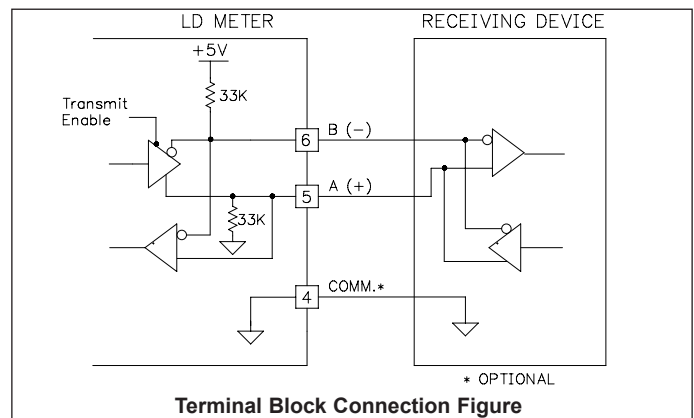 LD METER
RECEIVING DEVICE
+5V
33K
Transmit
Enable
6
B (–)
5
A (+)
33K
4
COMM.*
* OPTIONAL
Terminal Block Connection Figure